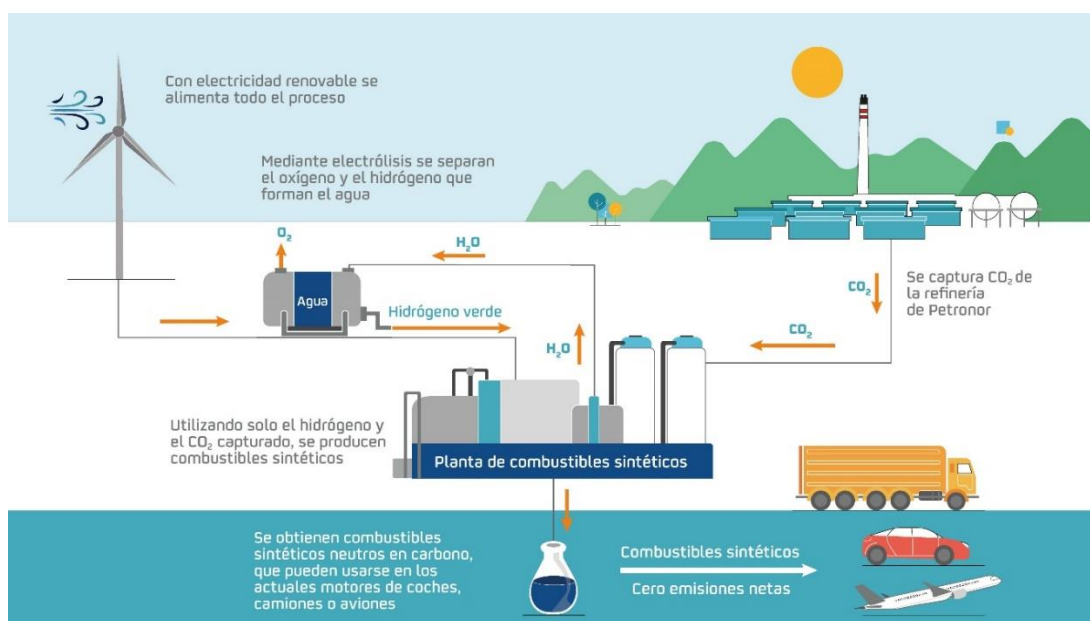 Con electricidad renovable se
alimenta todo el proceso
Mediante electrólisis se separan
el oxígeno y el hidrógeno que
forman el agua
O₂
H₂O
Agua
Hidrógeno verde
H₂O
CO₂
CO₂
Se captura CO₂ de
la refinería
de Petronor
Utilizando solo el hidrógeno y
el CO₂ capturado, se producen
combustibles sintéticos
Planta de combustibles sintéticos
Se obtienen combustibles
sintéticos neutros en carbono,
que pueden usarse en los
actuales motores de coches,
camiones o aviones
Combustibles sintéticos
Cero emisiones netas